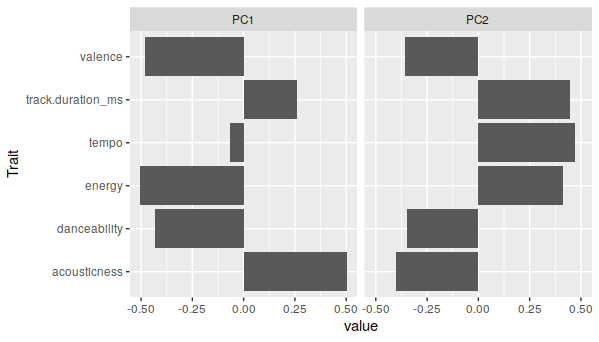 PC1 PC2
valence
track.duration_ms
tempo
energy
danceability
acousticness
Trait
-0.50 -0.25 0.00 0.25 0.50 -0.50 -0.25 0.00 0.25 0.50
value